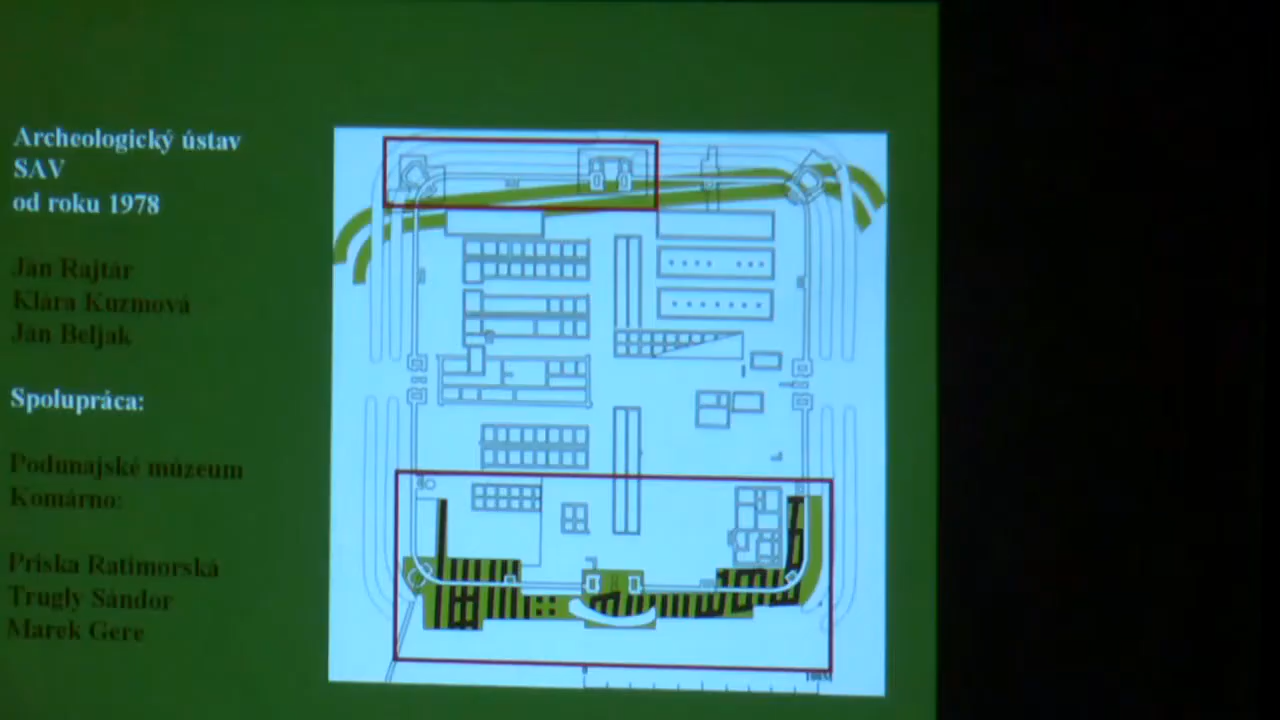 Archeologický ústav
SAV
od roku 1978
Ján Rajtár
Klára Kuzmová
Ján Beljak
Spolupráca:
Podunajské múzeum
Komárno:
Priska Ratimorská
Trugly Sándor
Marek Gere